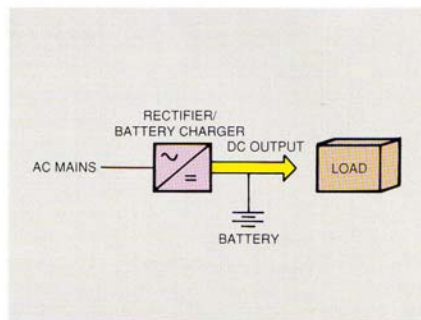 RECTIFIER/
BATTERY CHARGER
DC OUTPUT
AC MAINS
LOAD
BATTERY